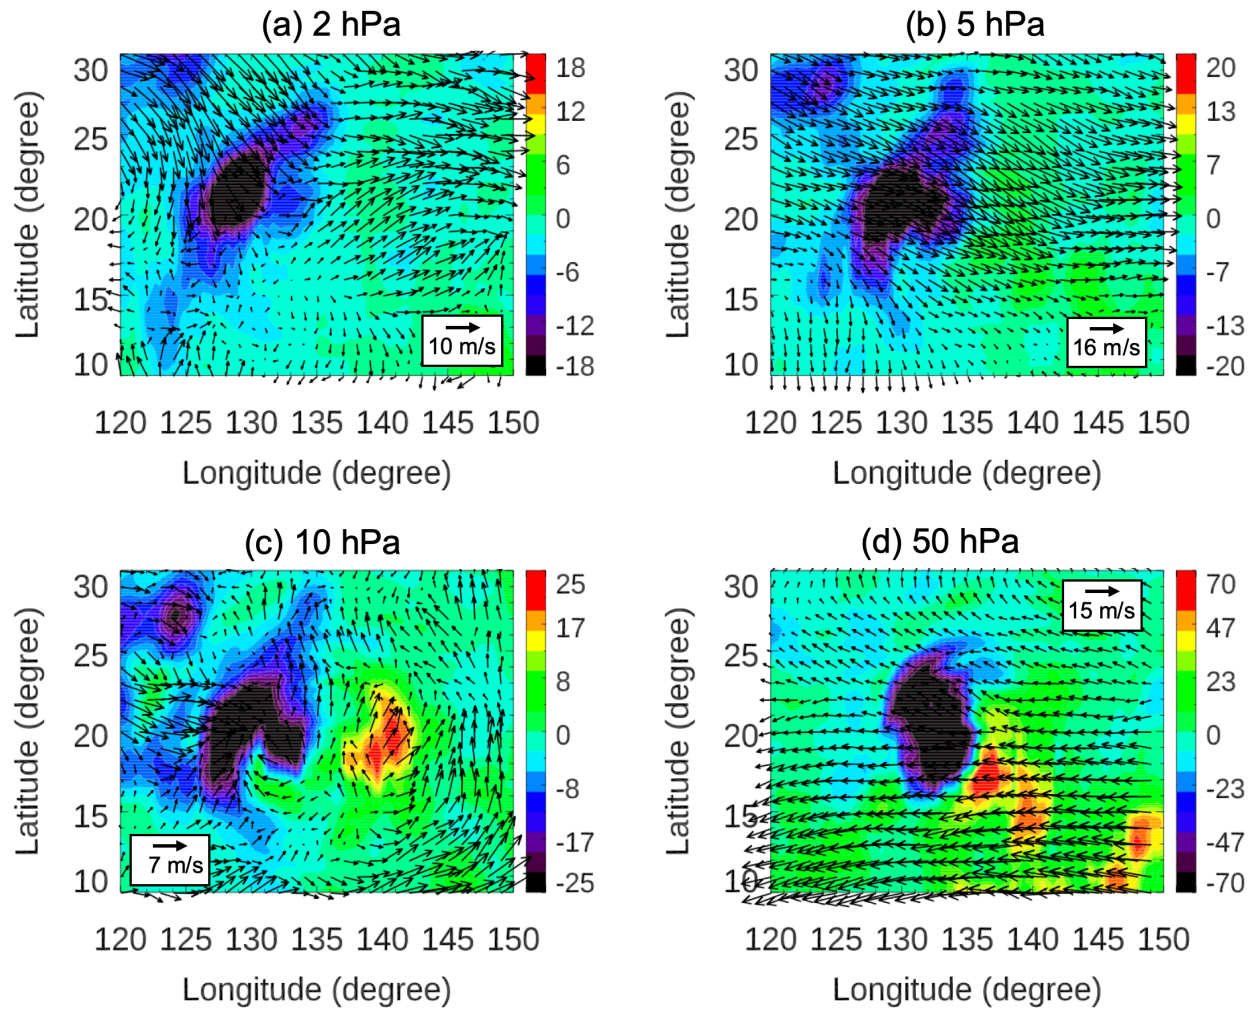 (a) 2 hPa
Latitude (degree)
30
25
20
15
10
120 125 130 135 140 145 150
Longitude (degree)
10 m/s
18
12
6
0
-6
-12
-18
(b) 5 hPa
Latitude (degree)
30
25
20
15
10
120 125 130 135 140 145 150
Longitude (degree)
16 m/s
20
13
7
0
-7
-13
-20
(c) 10 hPa
Latitude (degree)
30
25
20
15
10
120 125 130 135 140 145 150
Longitude (degree)
7 m/s
25
17
8
0
-8
-17
-25
(d) 50 hPa
Latitude (degree)
30
25
20
15
10
120 125 130 135 140 145 150
Longitude (degree)
15 m/s
70
47
23
0
-23
-47
-70